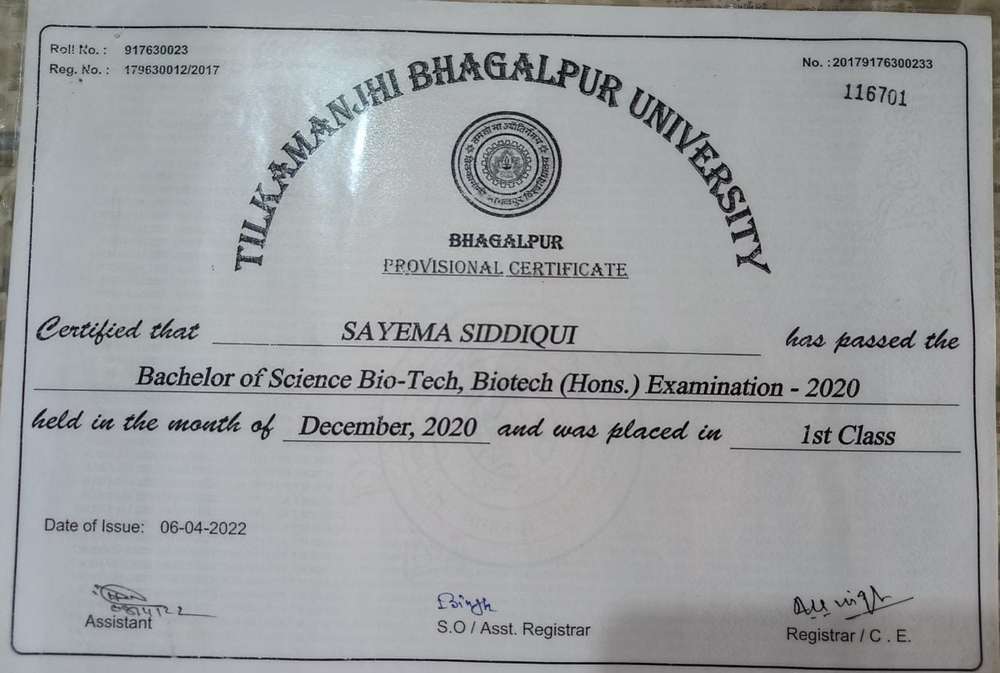 Roll No. : 917630023
Reg. No. : 179630012/2017
No. : 20179176300233
116701
TILKAMANJHI BHAGALPUR UNIVERSITY
BHAGALPUR
PROVISIONAL CERTIFICATE
Certified that SAYEMA SIDDIQUI has passed the
Bachelor of Science Bio-Tech, Biotech (Hons.) Examination - 2020
held in the month of December, 2020 and was placed in 1st Class
Date of Issue: 06-04-2022
Assistant
S.O / Asst. Registrar
Registrar / C . E.